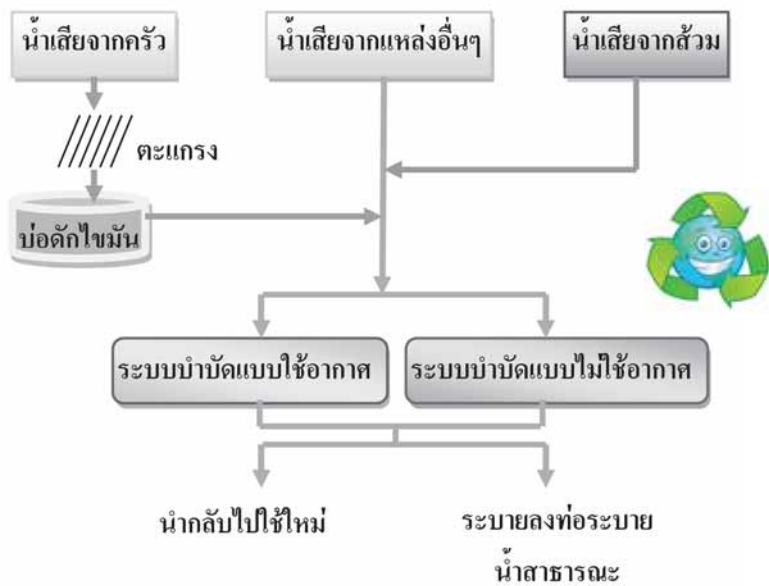 น้ำเสียจากครัว
น้ำเสียจากแหล่งอื่นๆ
น้ำเสียจากส้วม
ตะแกรง
บ่อดักไขมัน
ระบบบำบัดแบบใช้อากาศ
ระบบบำบัดแบบไม่ใช้อากาศ
นำกลับไปใช้ใหม่
ระบายลงท่อระบาย
น้ำสาธารณะ